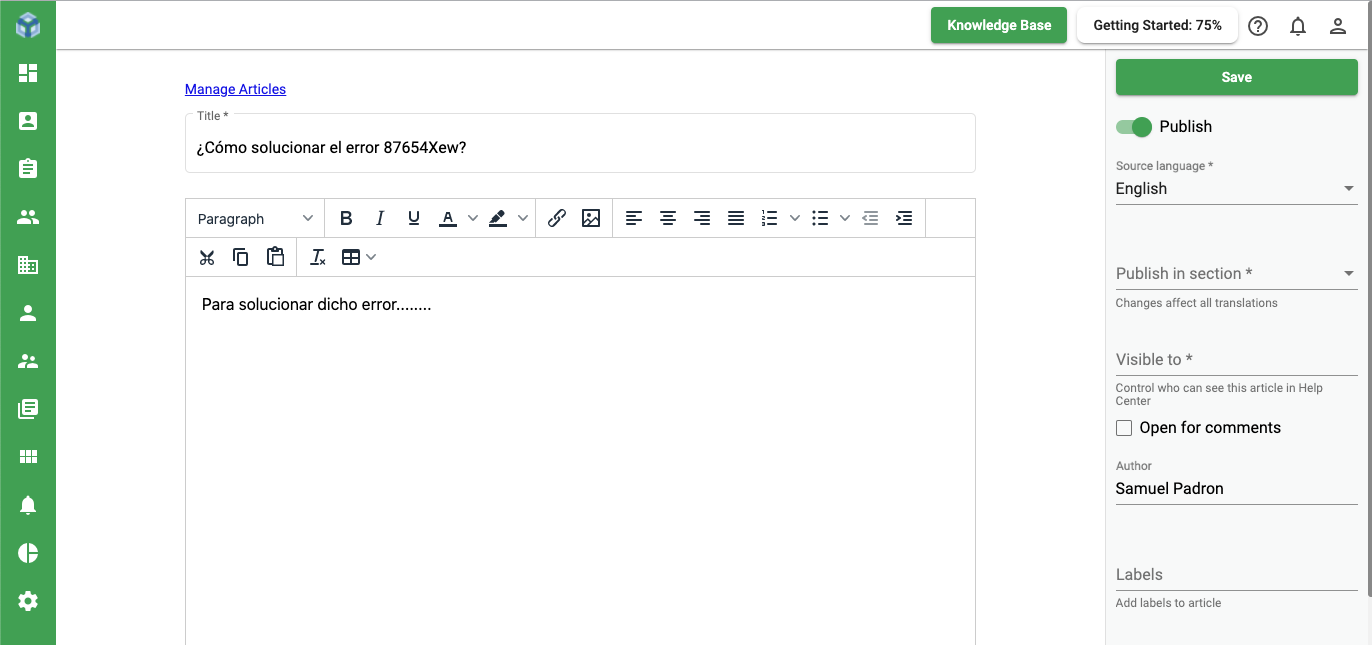 Knowledge Base
Getting Started: 75%
Manage Articles
Title *
¿Cómo solucionar el error 87654Xew?
Paragraph
B I U A
Para solucionar dicho error........
Save
Publish
Source language *
English
Publish in section *
Changes affect all translations
Visible to *
Control who can see this article in Help
Center
Open for comments
Author
Samuel Padron
Labels
Add labels to article